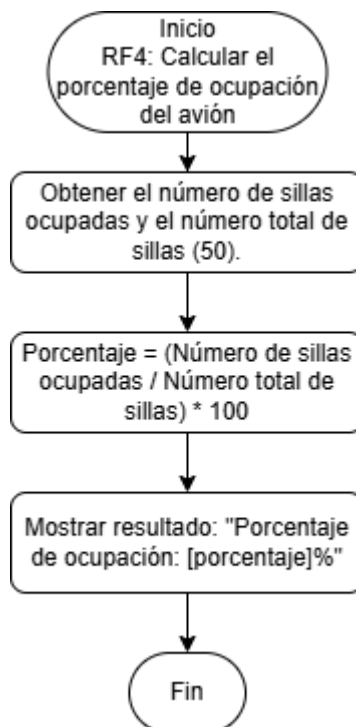 Inicio
RF4: Calcular el
porcentaje de ocupación
del avión
Obtener el número de sillas
ocupadas y el número total de
sillas (50).
Porcentaje = (Número de sillas
ocupadas / Número total de
sillas) * 100
Mostrar resultado: "Porcentaje
de ocupación: [porcentaje]%"
Fin